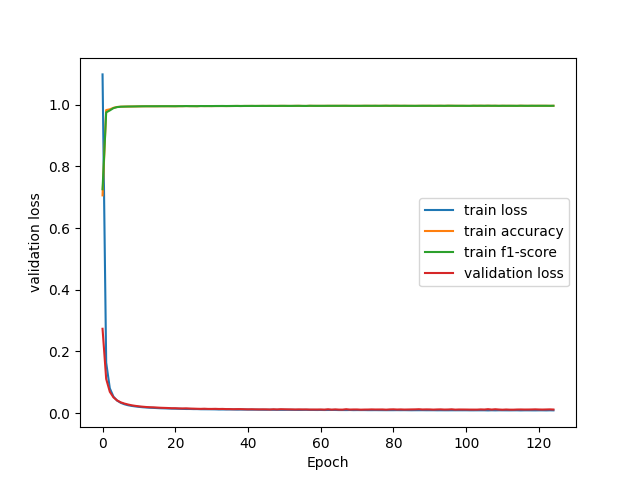 1.0
0.8
0.6
0.4
0.2
0.0
validation loss
train loss
train accuracy
train f1-score
validation loss
0 20 40 60 80 100 120
Epoch